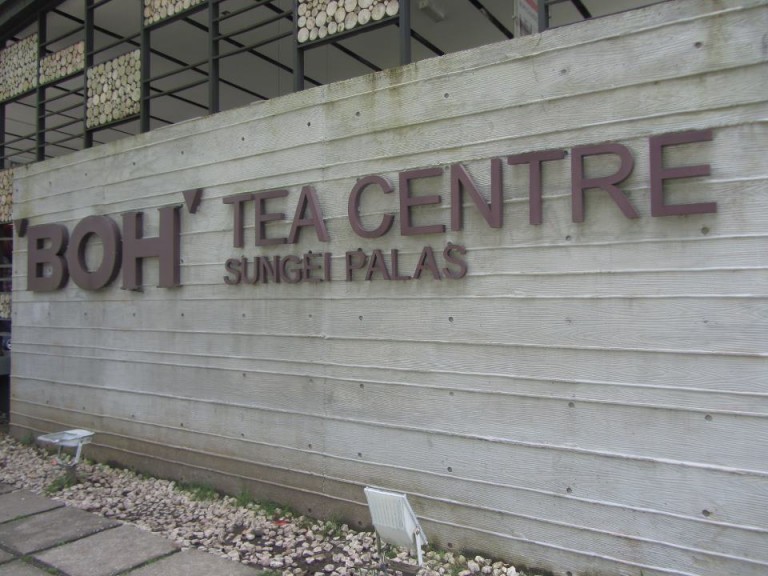 'BOH' TEA CENTRE
SUNGEI PALAS